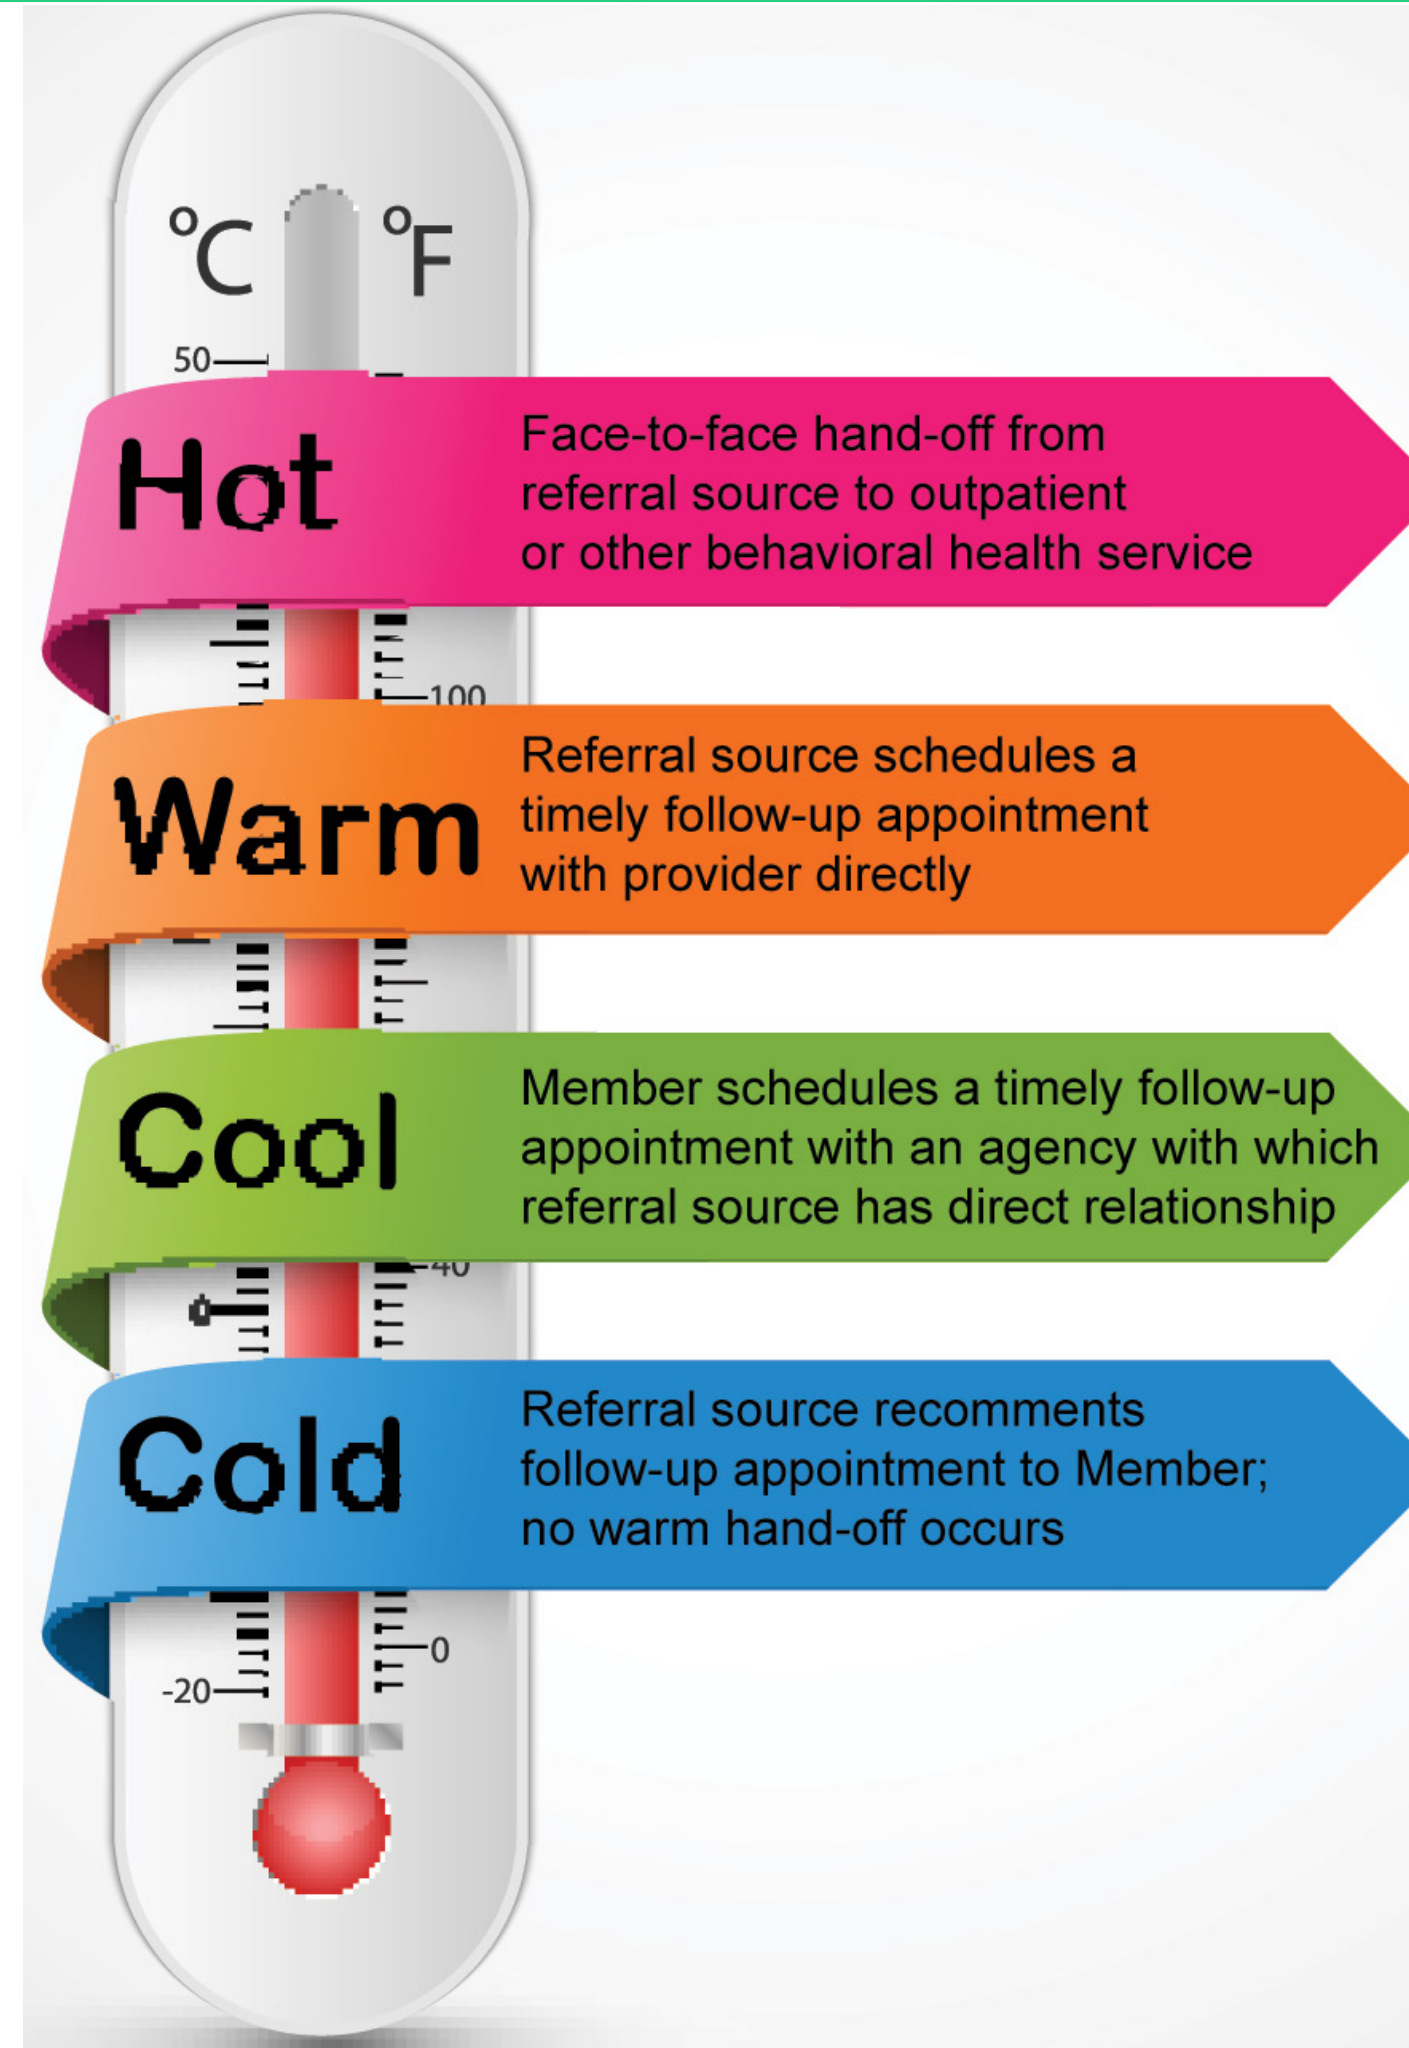 °C
°F
50
Hot
Face-to-face hand-off from
referral source to outpatient
or other behavioral health service
100
Warm
Referral source schedules a
timely follow-up appointment
with provider directly
Cool
Member schedules a timely follow-up
appointment with an agency with which
referral source has direct relationship
40
0
Cold
Referral source recomments
follow-up appointment to Member;
no warm hand-off occurs
0
-20